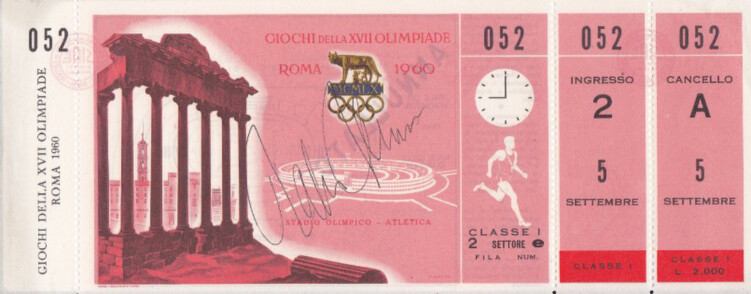 052
GIOCHI DELLA XVII OLIMPIADE
ROMA 1960
GIOCHI DELLA XVII OLIMPIADE
ROMA 1960
MCMLX
STADIO OLIMPICO - ATLETICA
052
CLASSE I
2 SETTORE e
FILA NUM.
052
INGRESSO
2
5
SETTEMBRE
CLASSE I
052
CANCELLO
A
5
SETTEMBRE
CLASSE I
L. 2.000